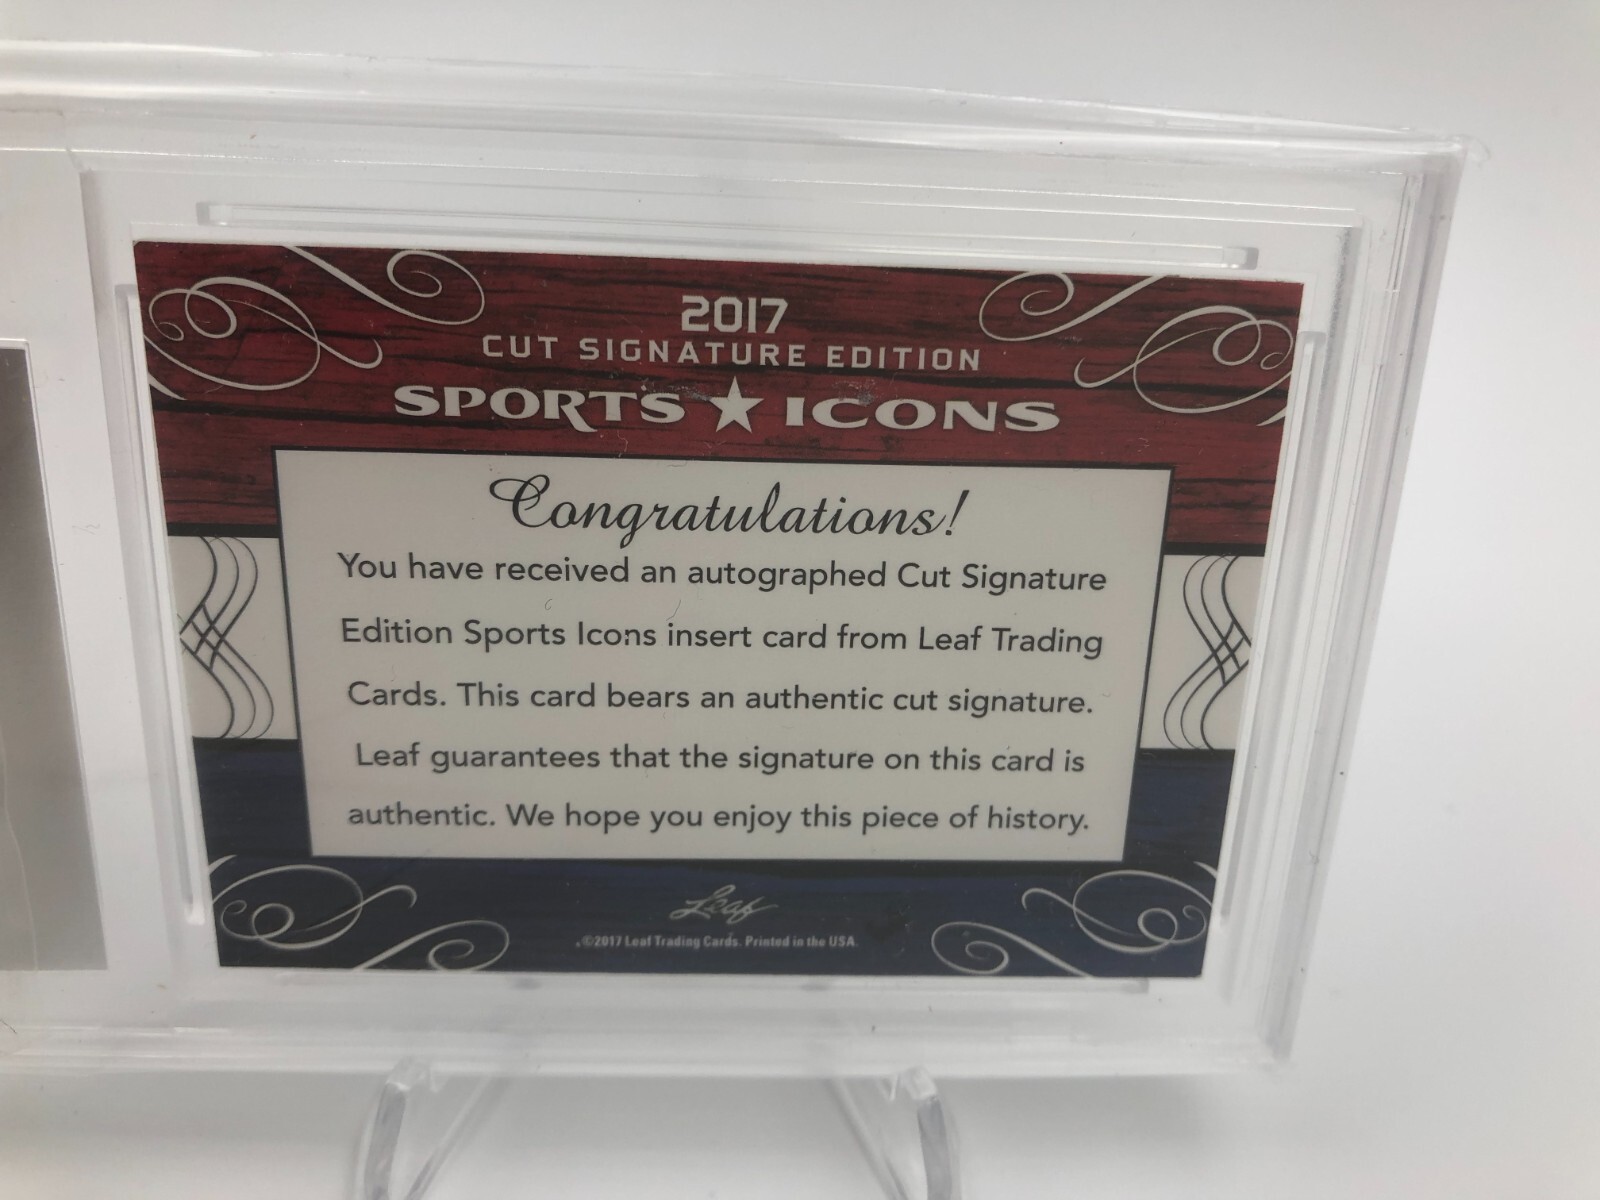 2017
CUT SIGNATURE EDITION
SPORTS ★ ICONS
Congratulations!
You have received an autographed Cut Signature
Edition Sports Icons insert card from Leaf Trading
Cards. This card bears an authentic cut signature.
Leaf guarantees that the signature on this card is
authentic. We hope you enjoy this piece of history.
Leaf
©2017 Leaf Trading Cards. Printed in the USA.